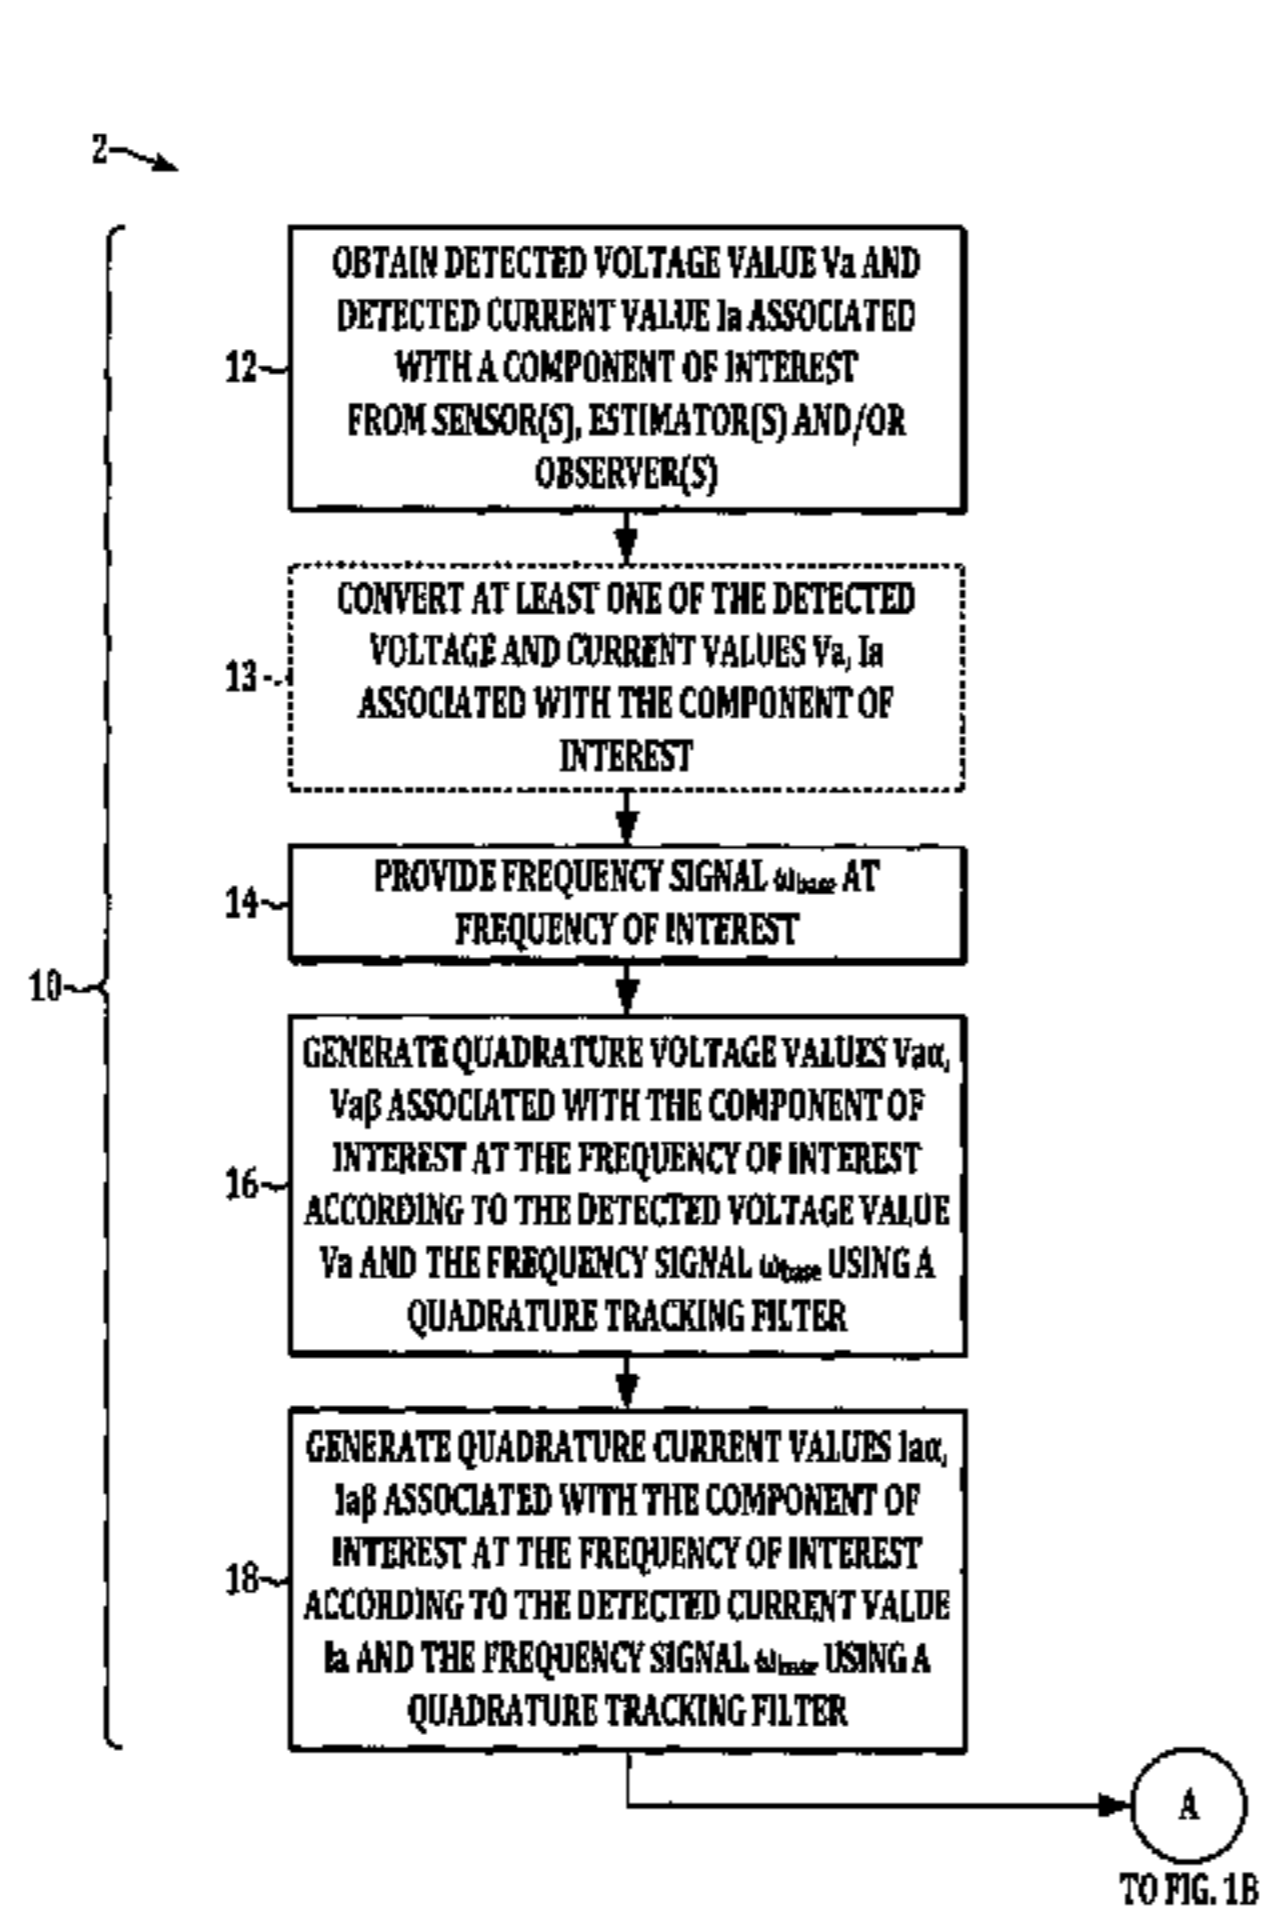 2
OBTAIN DETECTED VOLTAGE VALUE Va AND
DETECTED CURRENT VALUE Ia ASSOCIATED
WITH A COMPONENT OF INTEREST
FROM SENSOR(S), ESTIMATOR(S) AND/OR
OBSERVER(S)
12
CONVERT AT LEAST ONE OF THE DETECTED
VOLTAGE AND CURRENT VALUES Va, Ia
ASSOCIATED WITH THE COMPONENT OF
INTEREST
13
PROVIDE FREQUENCY SIGNAL ωbase AT
FREQUENCY OF INTEREST
14
10
GENERATE QUADRATURE VOLTAGE VALUES Vaα,
Vaβ ASSOCIATED WITH THE COMPONENT OF
INTEREST AT THE FREQUENCY OF INTEREST
ACCORDING TO THE DETECTED VOLTAGE VALUE
Va AND THE FREQUENCY SIGNAL ωbase USING A
QUADRATURE TRACKING FILTER
16
GENERATE QUADRATURE CURRENT VALUES Iaα,
Iaβ ASSOCIATED WITH THE COMPONENT OF
INTEREST AT THE FREQUENCY OF INTEREST
ACCORDING TO THE DETECTED CURRENT VALUE
Ia AND THE FREQUENCY SIGNAL ωbase USING A
QUADRATURE TRACKING FILTER
18
A
TO FIG. 1B